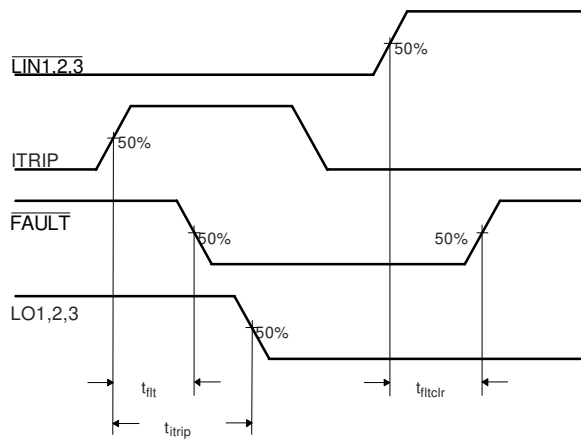 50%
LIN1,2,3
50%
ITRIP
FAULT
50%
50%
LO1,2,3
50%
tflt
tfltclr
titrip